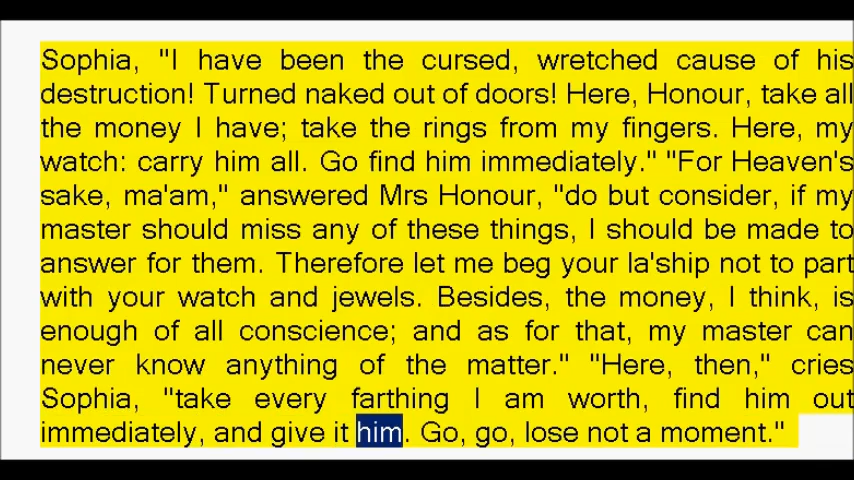 Sophia, "I have been the cursed, wretched cause of his
destruction! Turned naked out of doors! Here, Honour, take all
the money I have; take the rings from my fingers. Here, my
watch: carry him all. Go find him immediately." "For Heaven's
sake, ma'am," answered Mrs Honour, "do but consider, if my
master should miss any of these things, I should be made to
answer for them. Therefore let me beg your la'ship not to part
with your watch and jewels. Besides, the money, I think, is
enough of all conscience; and as for that, my master can
never know anything of the matter." "Here, then," cries
Sophia, "take every farthing I am worth, find him out
immediately, and give it him. Go, go, lose not a moment."